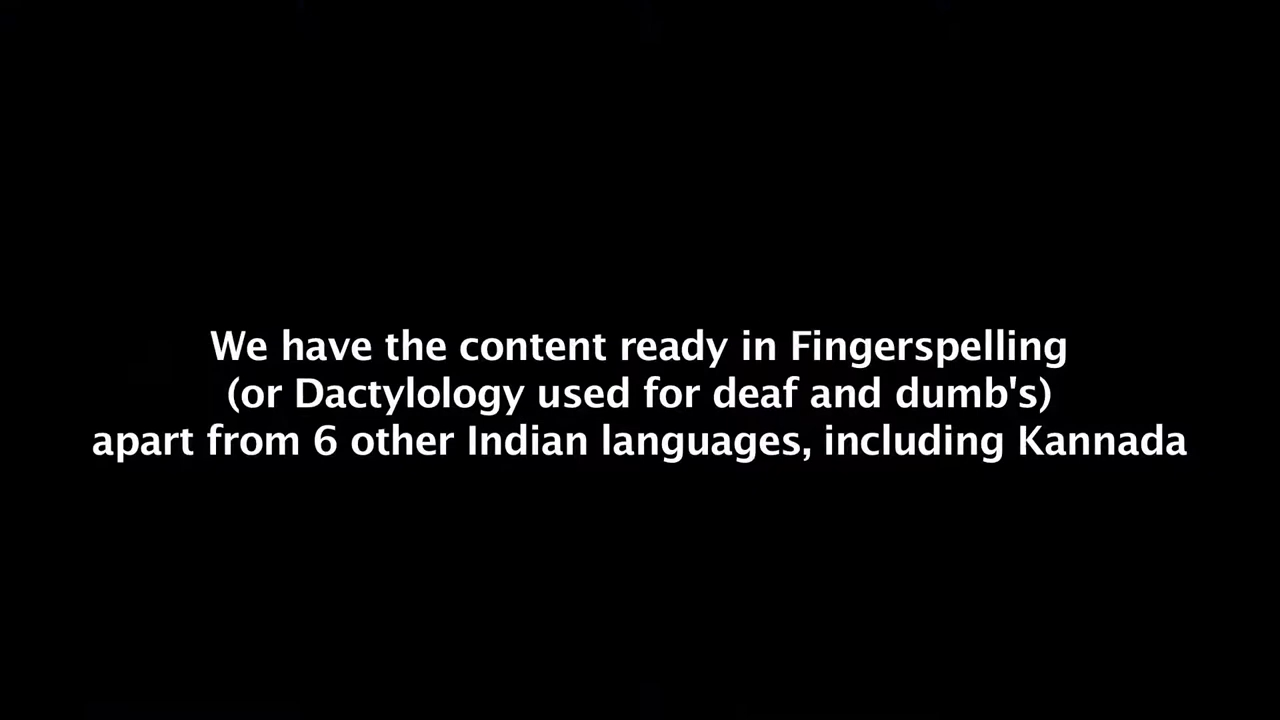 We have the content ready in Fingerspelling
(or Dactylology used for deaf and dumb's)
apart from 6 other Indian languages, including Kannada